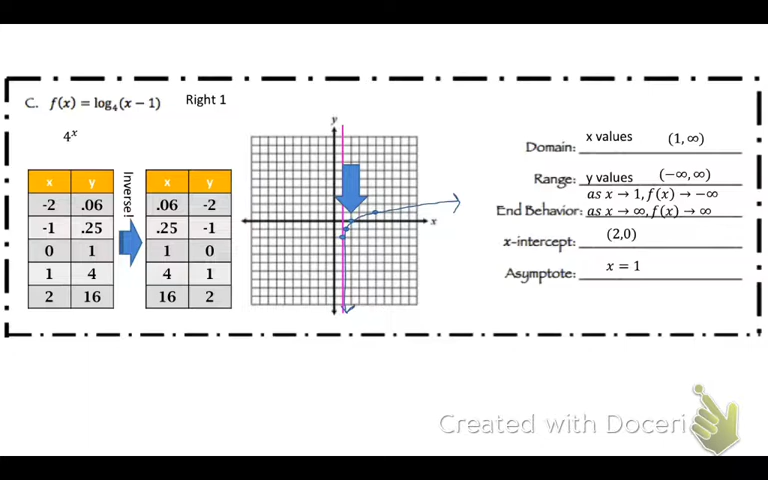 C. f(x) = log₄(x − 1) Right 1
4ˣ
x y
-2 .06
-1 .25
0 1
1 4
2 16
Inverse!
x y
.06 -2
.25 -1
1 0
4 1
16 2
y
x
Domain: x values (1, ∞)
Range: y values (−∞, ∞)
as x → 1, f(x) → −∞
End Behavior: as x → ∞, f(x) → ∞
x-intercept: (2,0)
Asymptote: x = 1
Created with Doceri